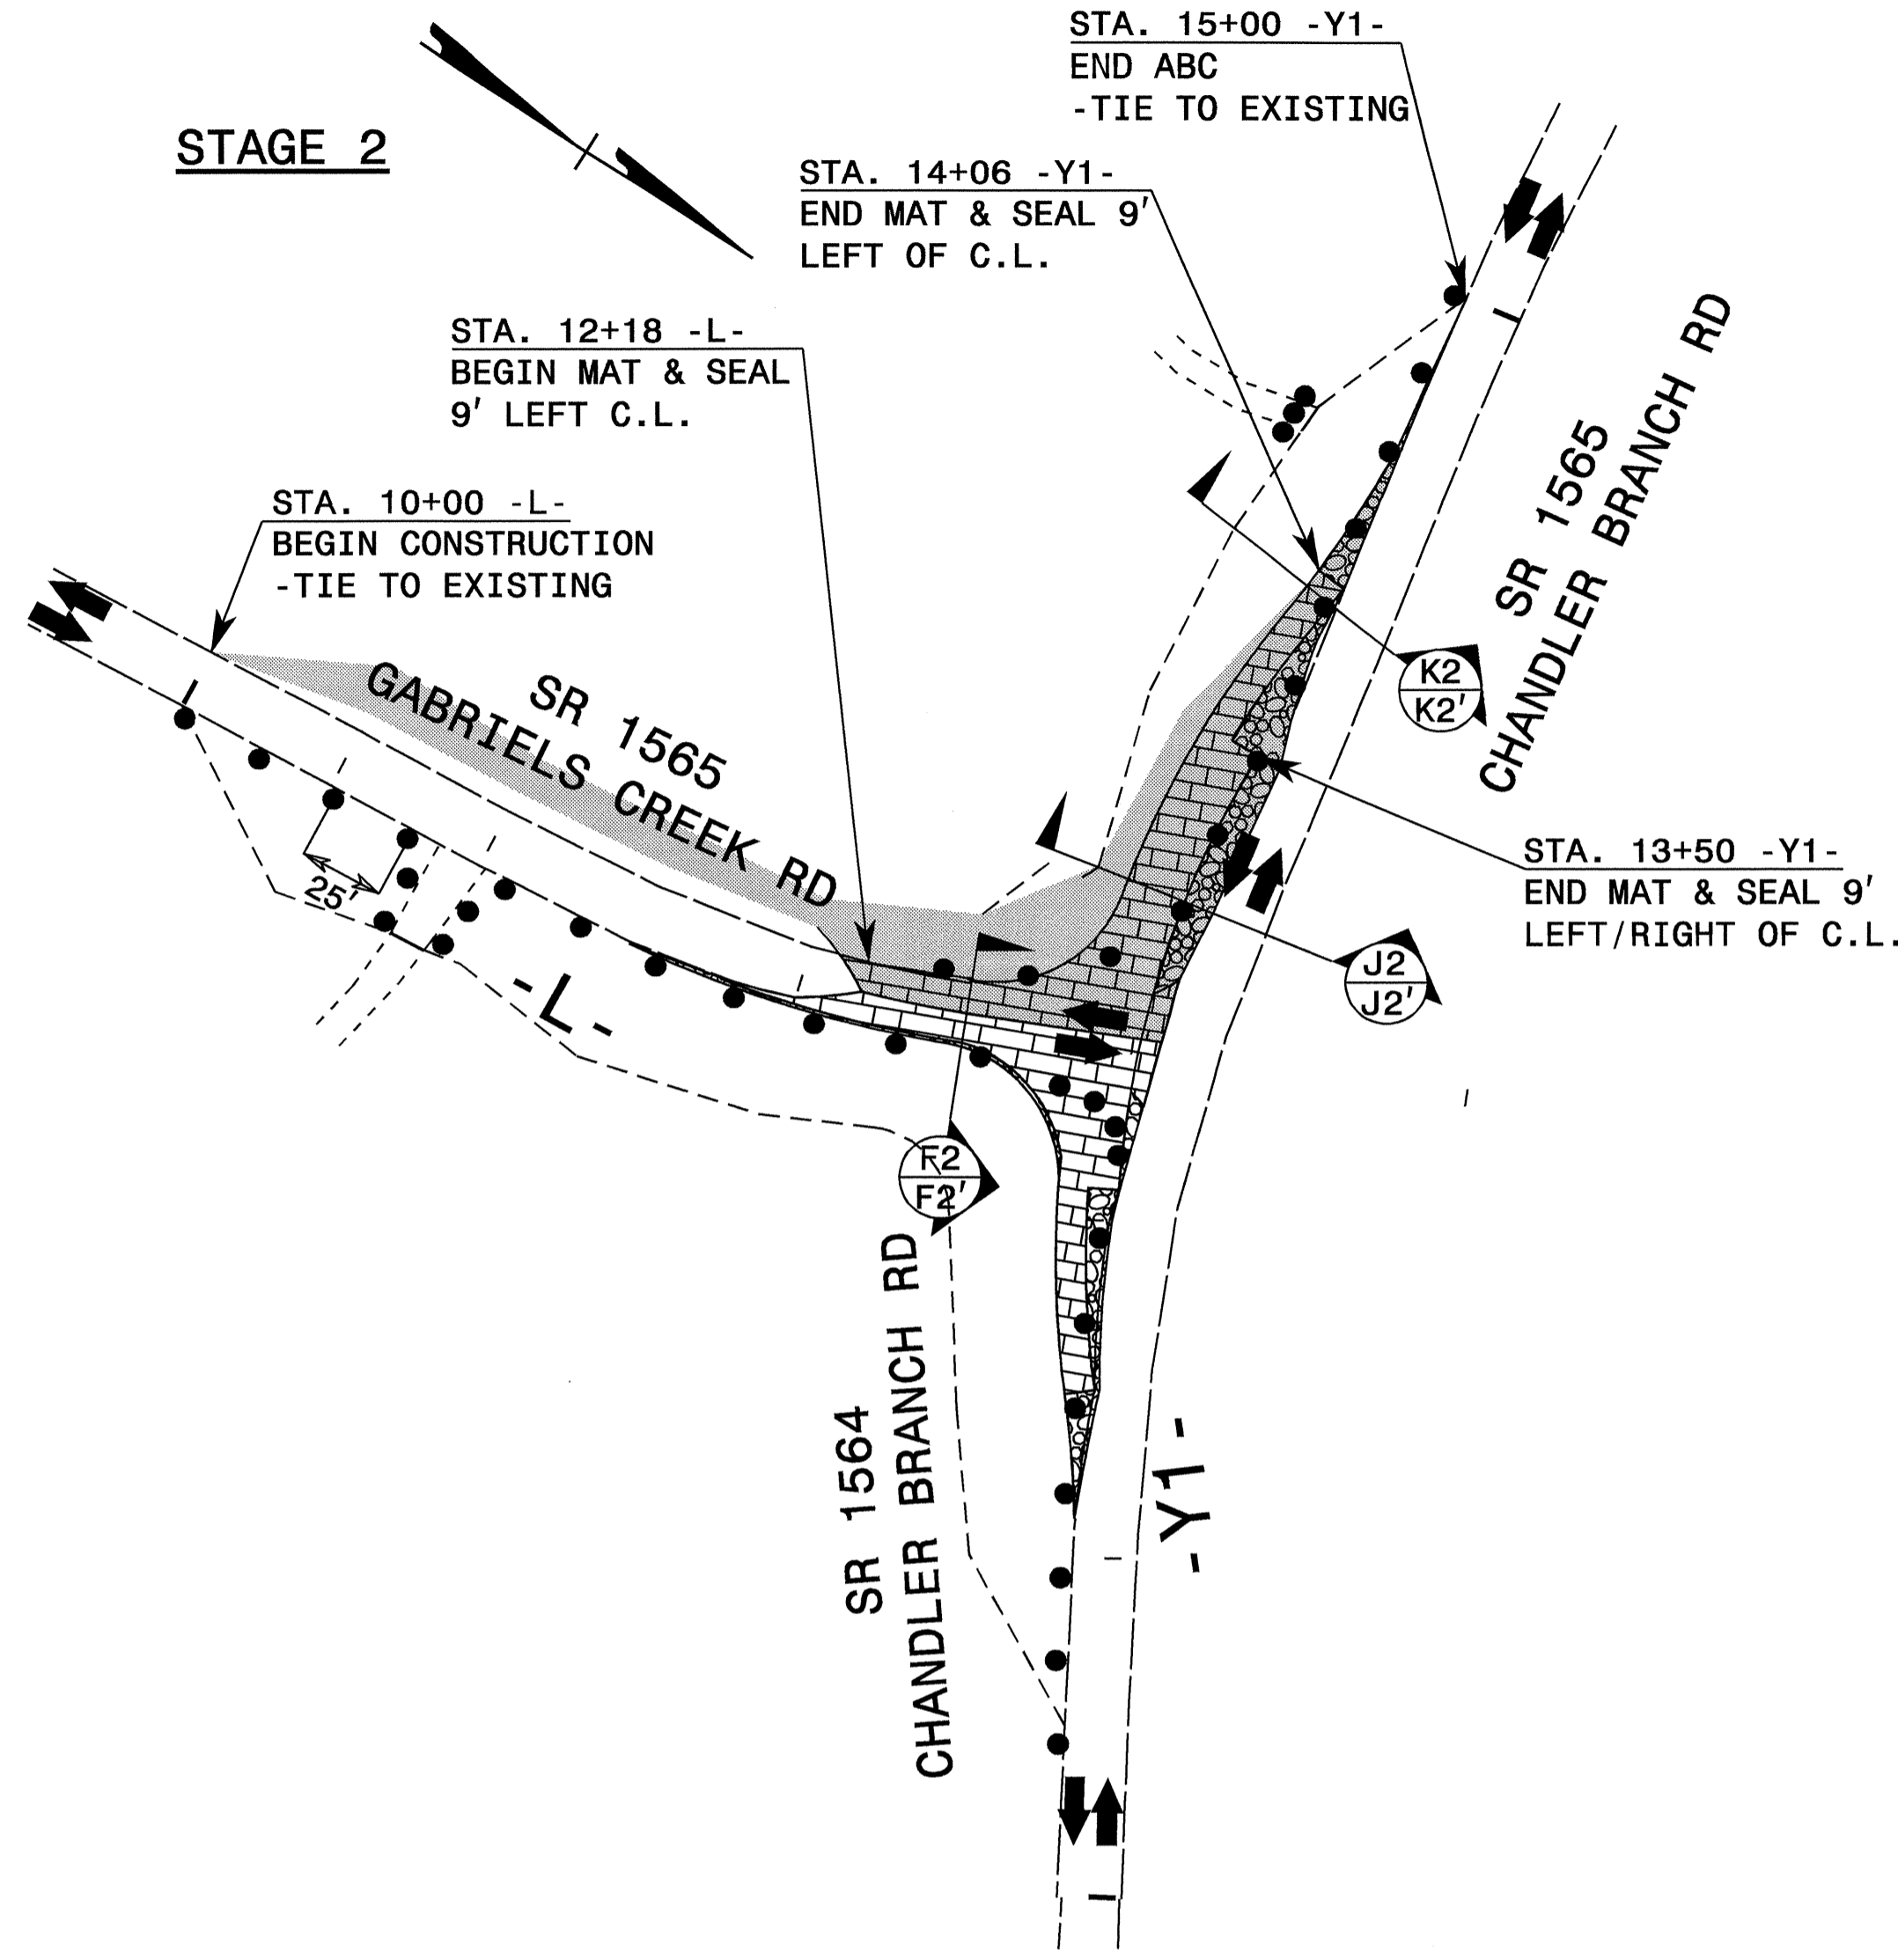 STAGE 2
STA. 15+00 -Y1-
END ABC
-TIE TO EXISTING
STA. 14+06 -Y1-
END MAT & SEAL 9'
LEFT OF C.L.
STA. 12+18 -L-
BEGIN MAT & SEAL
9' LEFT C.L.
STA. 10+00 -L-
BEGIN CONSTRUCTION
-TIE TO EXISTING
SR 1565
CHANDLER BRANCH RD
SR 1565
GABRIELS CREEK RD
K2
K2'
STA. 13+50 -Y1-
END MAT & SEAL 9'
LEFT/RIGHT OF C.L.
25'
J2
J2'
-L-
F2
F2'
SR 1564
CHANDLER BRANCH RD
-Y1-